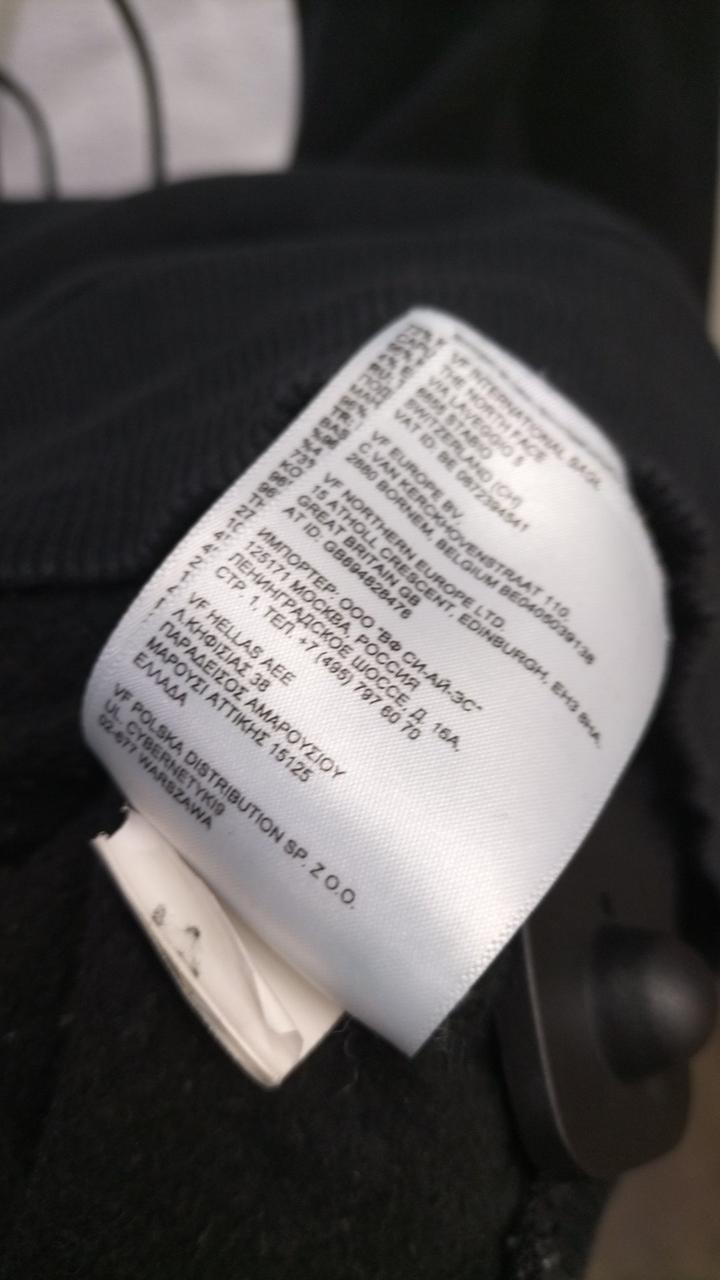 VF INTERNATIONAL SAGL
THE NORTH FACE
VIA LAVEGGIO 5
6855 STABIO
SWITZERLAND (CH)
VAT ID: BE 0872394541
VF EUROPE BV
C.VAN KERCKHOVENSTRAAT 110,
2880 BORNEM, BELGIUM BE0405039138
VF NORTHERN EUROPE LTD
15 ATHOLL CRESCENT, EDINBURGH, EH3 8HA,
GREAT BRITAIN GB
AT ID: GB694828476
ИМПОРТЕР: ООО "ВФ СИ-АЙ-ЭС"
125171 МОСКВА, РОССИЯ
ЛЕНИНГРАДСКОЕ ШОССЕ, Д. 16А,
СТР. 1, ТЕЛ. +7 (495) 797 60 70
VF HELLAS AEE
Λ.ΚΗΦΙΣΙΑΣ 38
ΠΑΡΑΔΕΙΣΟΣ ΑΜΑΡΟΥΣΙΟΥ
ΜΑΡΟΥΣΙ ΑΤΤΙΚΗΣ 15125
ΕΛΛΑΔΑ
VF POLSKA DISTRIBUTION SP. Z O.O.
UL. CYBERNETYKI9
02-677 WARSZAWA